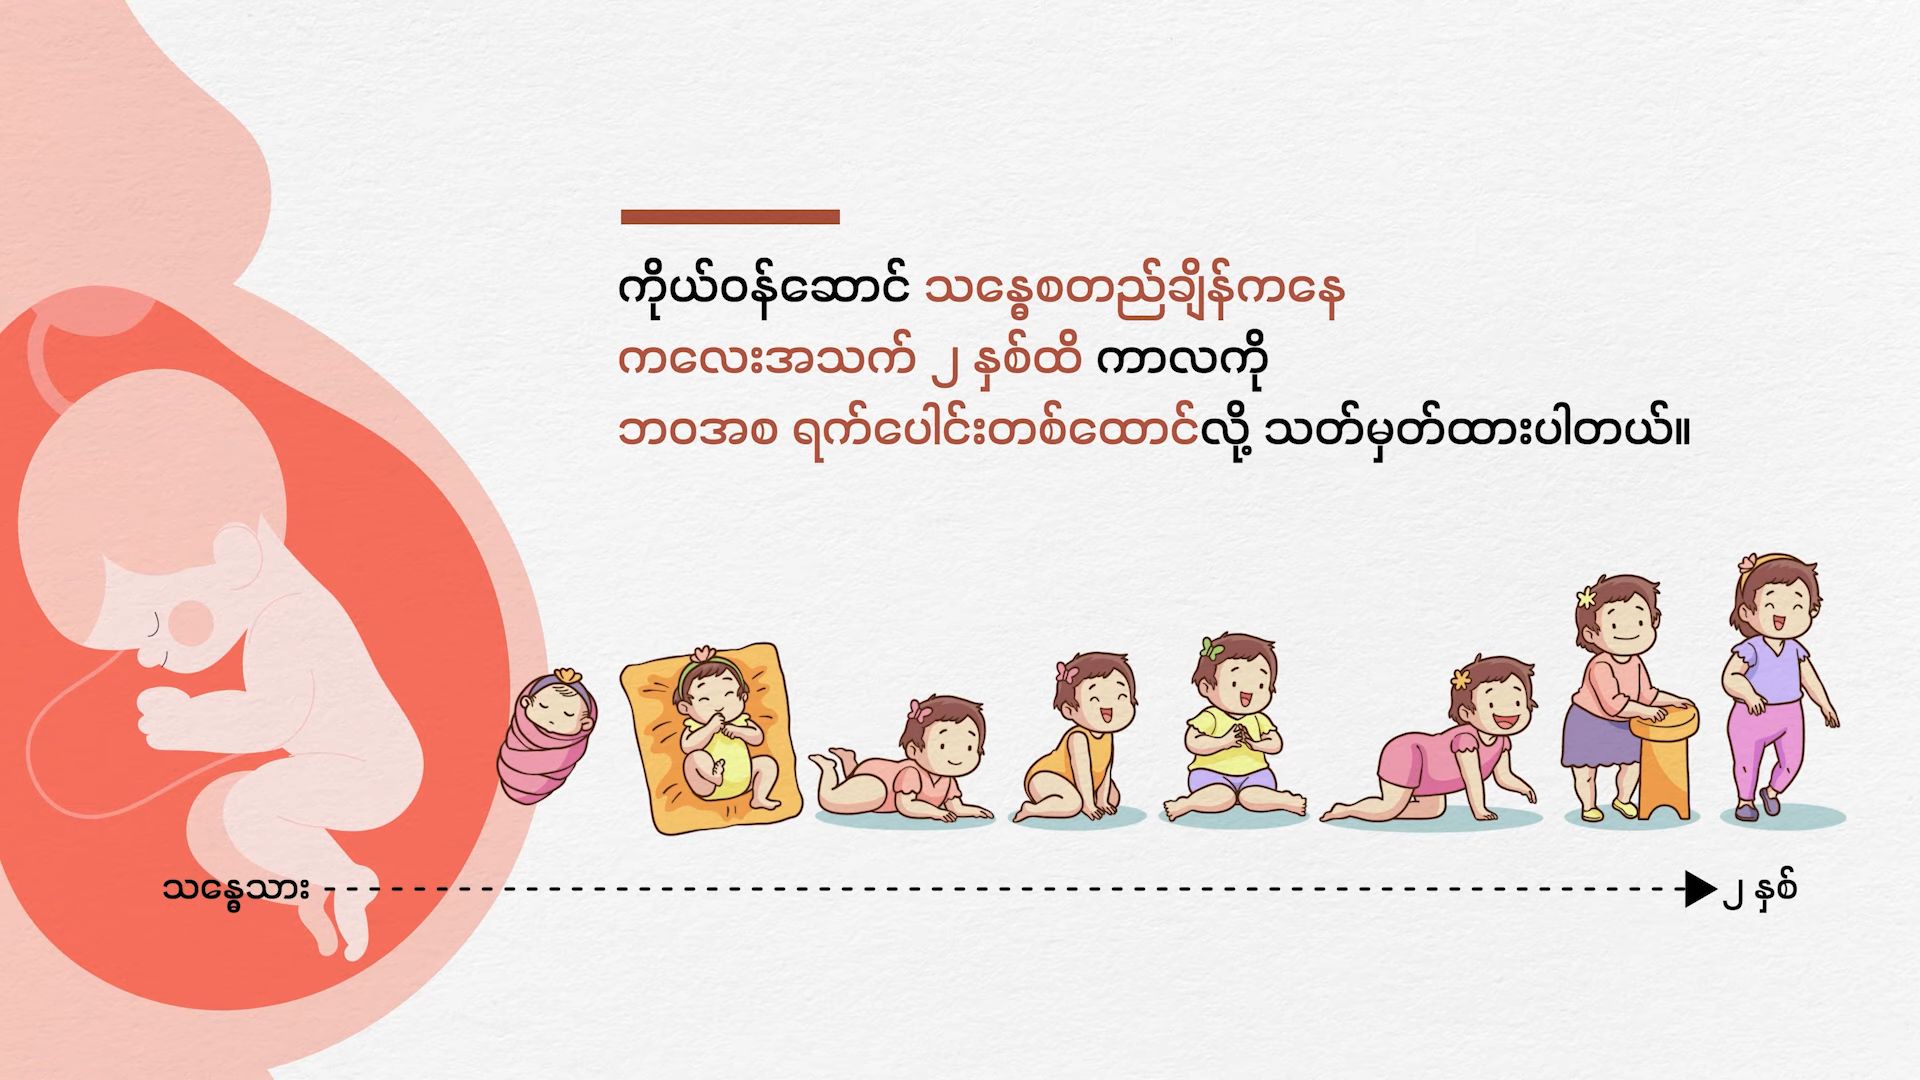 ကိုယ်ဝန်ဆောင် သန္ဓေစတည်ချိန်ကနေ
ကလေးအသက် ၂ နှစ်ထိ ကာလကို
ဘဝအစ ရက်ပေါင်းတစ်ထောင်လို့ သတ်မှတ်ထားပါတယ်။
သန္ဓေသား
၂ နှစ်